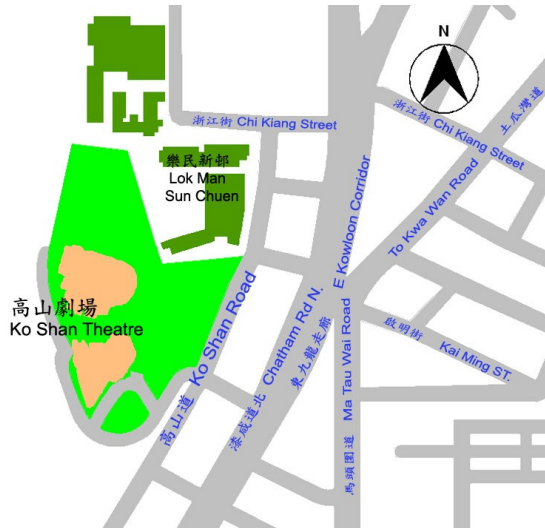 N
浙江街 Chi Kiang Street
浙江街 Chi Kiang Street
土瓜灣道
To Kwa Wan Road
樂民新邨
Lok Man
Sun Chuen
E Kowloon Corridor
東九龍走廊
高山劇場
Ko Shan Theatre
高山道 Ko Shan Road
漆咸道北 Chatham Rd N.
馬頭圍道 Ma Tau Wai Road
啟明街 Kai Ming ST.